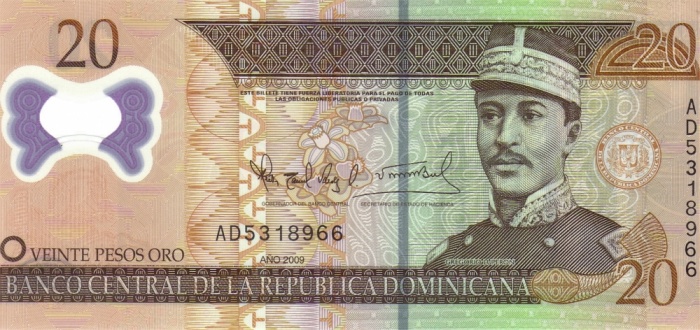 20
20
ESTE BILLETE TIENE FUERZA LIBERATORIA PARA EL PAGO DE TODAS
LAS OBLIGACIONES PUBLICAS O PRIVADAS
AD5318966
GOBERNADOR DEL BANCO CENTRAL
SECRETARIO DE ESTADO DE HACIENDA
AD5318966
GREGORIO LUPERON
VEINTE PESOS ORO
AÑO 2009
20
BANCO CENTRAL DE LA REPUBLICA DOMINICANA